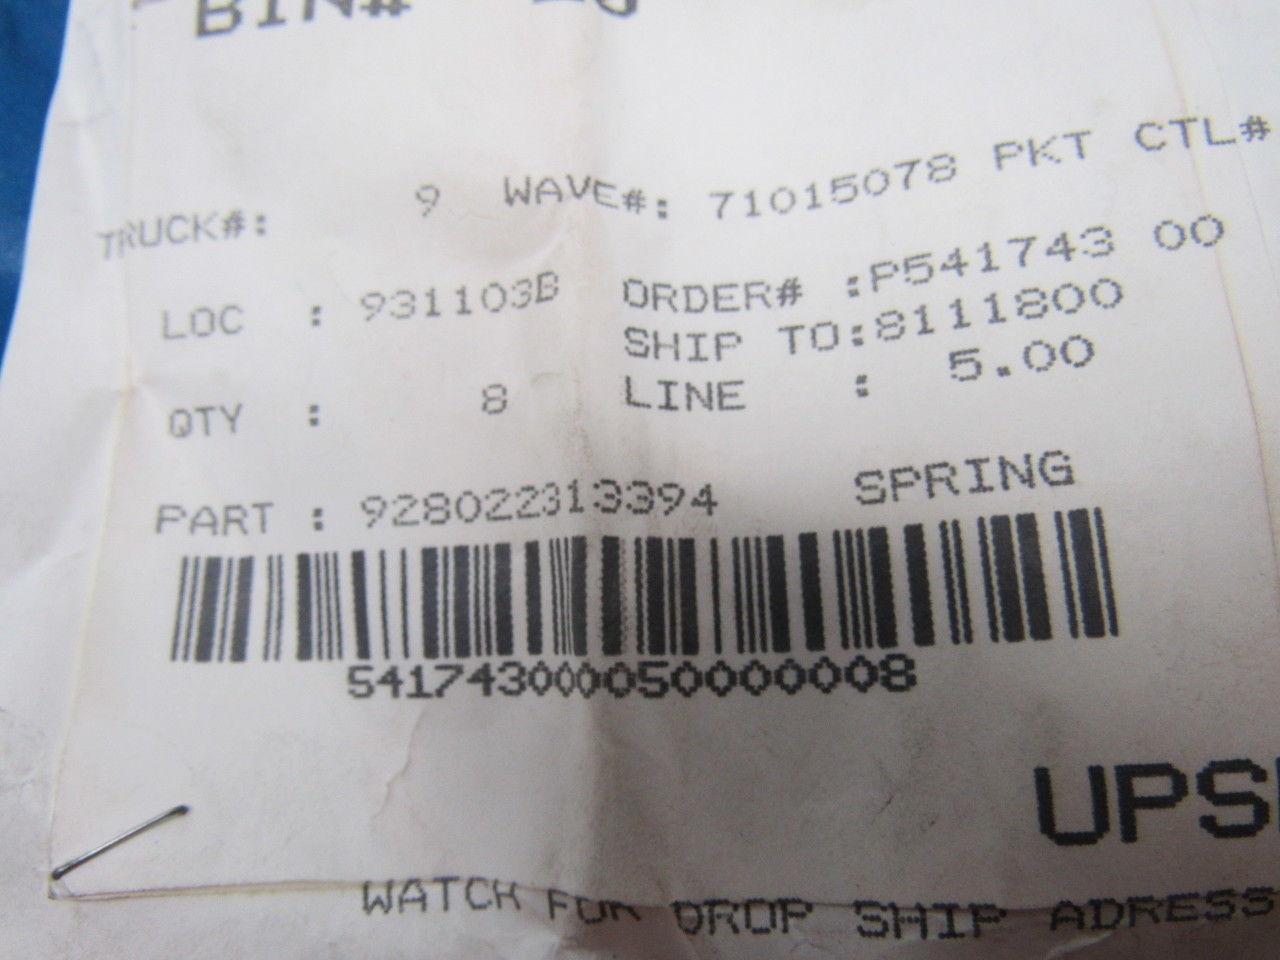 BIN#
TRUCK#: 9 WAVE#: 71015078 PKT CTL#
LOC : 931103B ORDER# :P541743 00
SHIP TO:8111800
QTY : 8 LINE : 5.00
PART : 928022313394 SPRING
541743000050000008
UPS
WATCH FOR DROP SHIP ADRESS